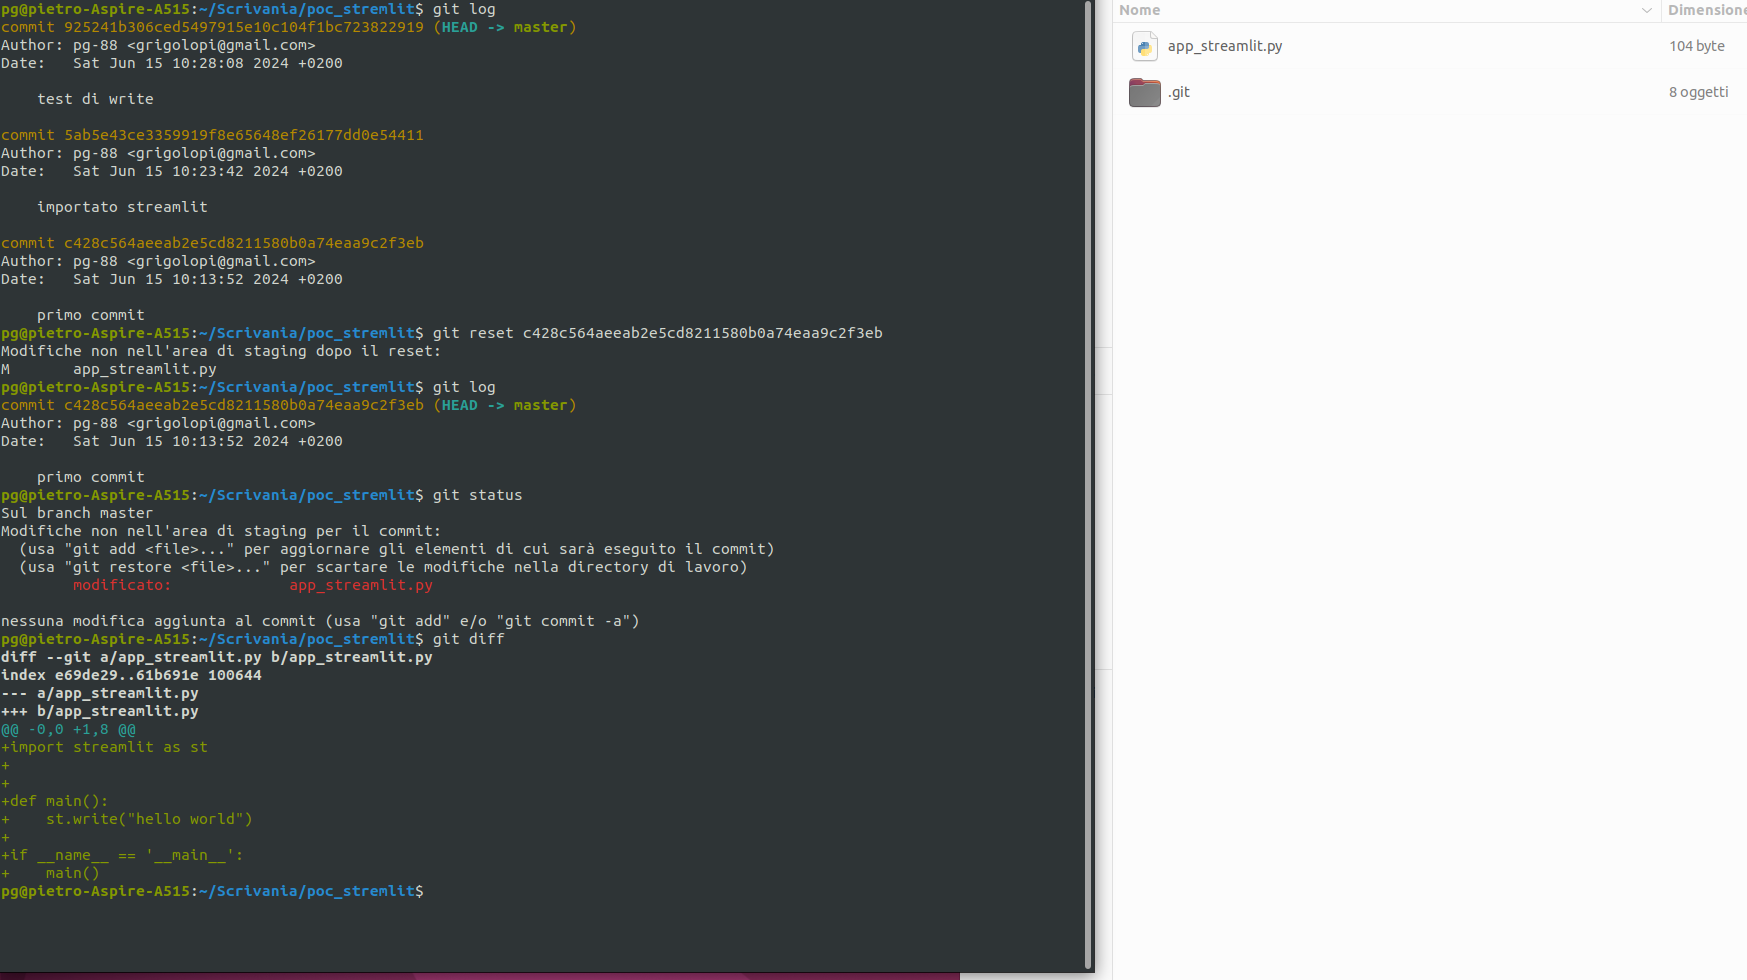 pg@pietro-Aspire-A515:~/Scrivania/poc_stremlit$ git log
commit 925241b306ced5497915e10c104f1bc723822919 (HEAD -> master)
Author: pg-88 <grigolopi@gmail.com>
Date:   Sat Jun 15 10:28:08 2024 +0200
    test di write
commit 5ab5e43ce3359919f8e65648ef26177dd0e54411
Author: pg-88 <grigolopi@gmail.com>
Date:   Sat Jun 15 10:23:42 2024 +0200
    importato streamlit
commit c428c564aeeab2e5cd8211580b0a74eaa9c2f3eb
Author: pg-88 <grigolopi@gmail.com>
Date:   Sat Jun 15 10:13:52 2024 +0200
    primo commit
pg@pietro-Aspire-A515:~/Scrivania/poc_stremlit$ git reset c428c564aeeab2e5cd8211580b0a74eaa9c2f3eb
Modifiche non nell'area di staging dopo il reset:
M       app_streamlit.py
pg@pietro-Aspire-A515:~/Scrivania/poc_stremlit$ git log
commit c428c564aeeab2e5cd8211580b0a74eaa9c2f3eb (HEAD -> master)
Author: pg-88 <grigolopi@gmail.com>
Date:   Sat Jun 15 10:13:52 2024 +0200
    primo commit
pg@pietro-Aspire-A515:~/Scrivania/poc_stremlit$ git status
Sul branch master
Modifiche non nell'area di staging per il commit:
  (usa "git add <file>..." per aggiornare gli elementi di cui sarà eseguito il commit)
  (usa "git restore <file>..." per scartare le modifiche nella directory di lavoro)
        modificato:             app_streamlit.py
nessuna modifica aggiunta al commit (usa "git add" e/o "git commit -a")
pg@pietro-Aspire-A515:~/Scrivania/poc_stremlit$ git diff
diff --git a/app_streamlit.py b/app_streamlit.py
index e69de29..61b691e 100644
--- a/app_streamlit.py
+++ b/app_streamlit.py
@@ -0,0 +1,8 @@
+import streamlit as st
+
+
+def main():
+    st.write("hello world")
+
+if __name__ == '__main__':
+    main()
pg@pietro-Aspire-A515:~/Scrivania/poc_stremlit$
Nome Dimensione
app_streamlit.py 104 byte
.git 8 oggetti